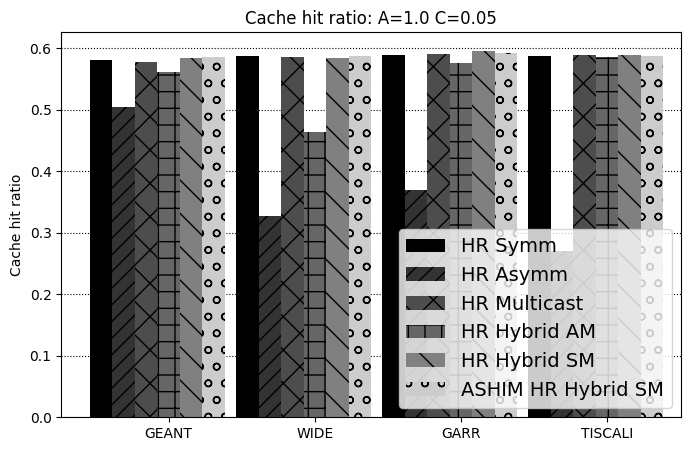 Cache hit ratio: A=1.0 C=0.05
Cache hit ratio
0.6
0.5
0.4
0.3
0.2
0.1
0.0
GEANT
WIDE
GARR
TISCALI
HR Symm
HR Asymm
HR Multicast
HR Hybrid AM
HR Hybrid SM
ASHIM HR Hybrid SM